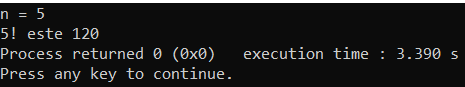 n = 5
5! este 120
Process returned 0 (0x0)   execution time : 3.390 s
Press any key to continue.